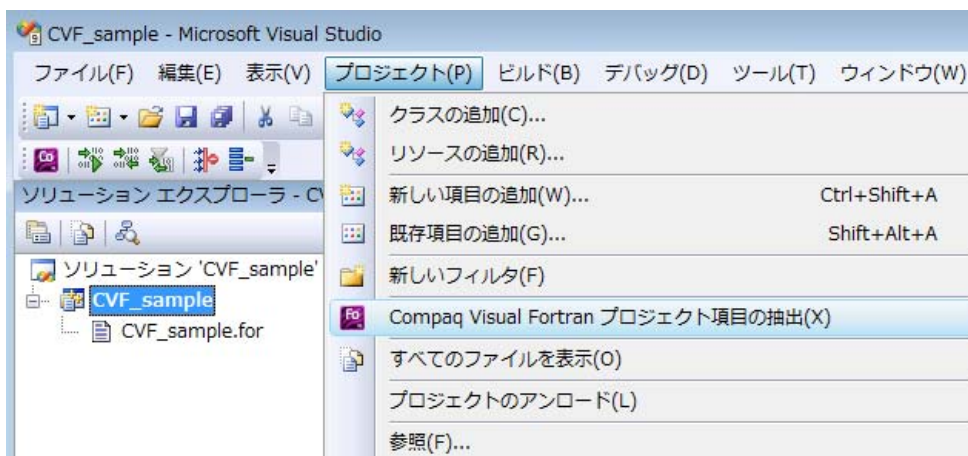 CVF_sample - Microsoft Visual Studio
ファイル(F) 編集(E) 表示(V) プロジェクト(P) ビルド(B) デバッグ(D) ツール(T) ウィンドウ(W)
クラスの追加(C)...
リソースの追加(R)...
新しい項目の追加(W)... Ctrl+Shift+A
既存項目の追加(G)... Shift+Alt+A
新しいフィルタ(F)
Compaq Visual Fortran プロジェクト項目の抽出(X)
すべてのファイルを表示(O)
プロジェクトのアンロード(L)
参照(F)...
ソリューション エクスプローラ - C
ソリューション 'CVF_sample'
CVF_sample
CVF_sample.for